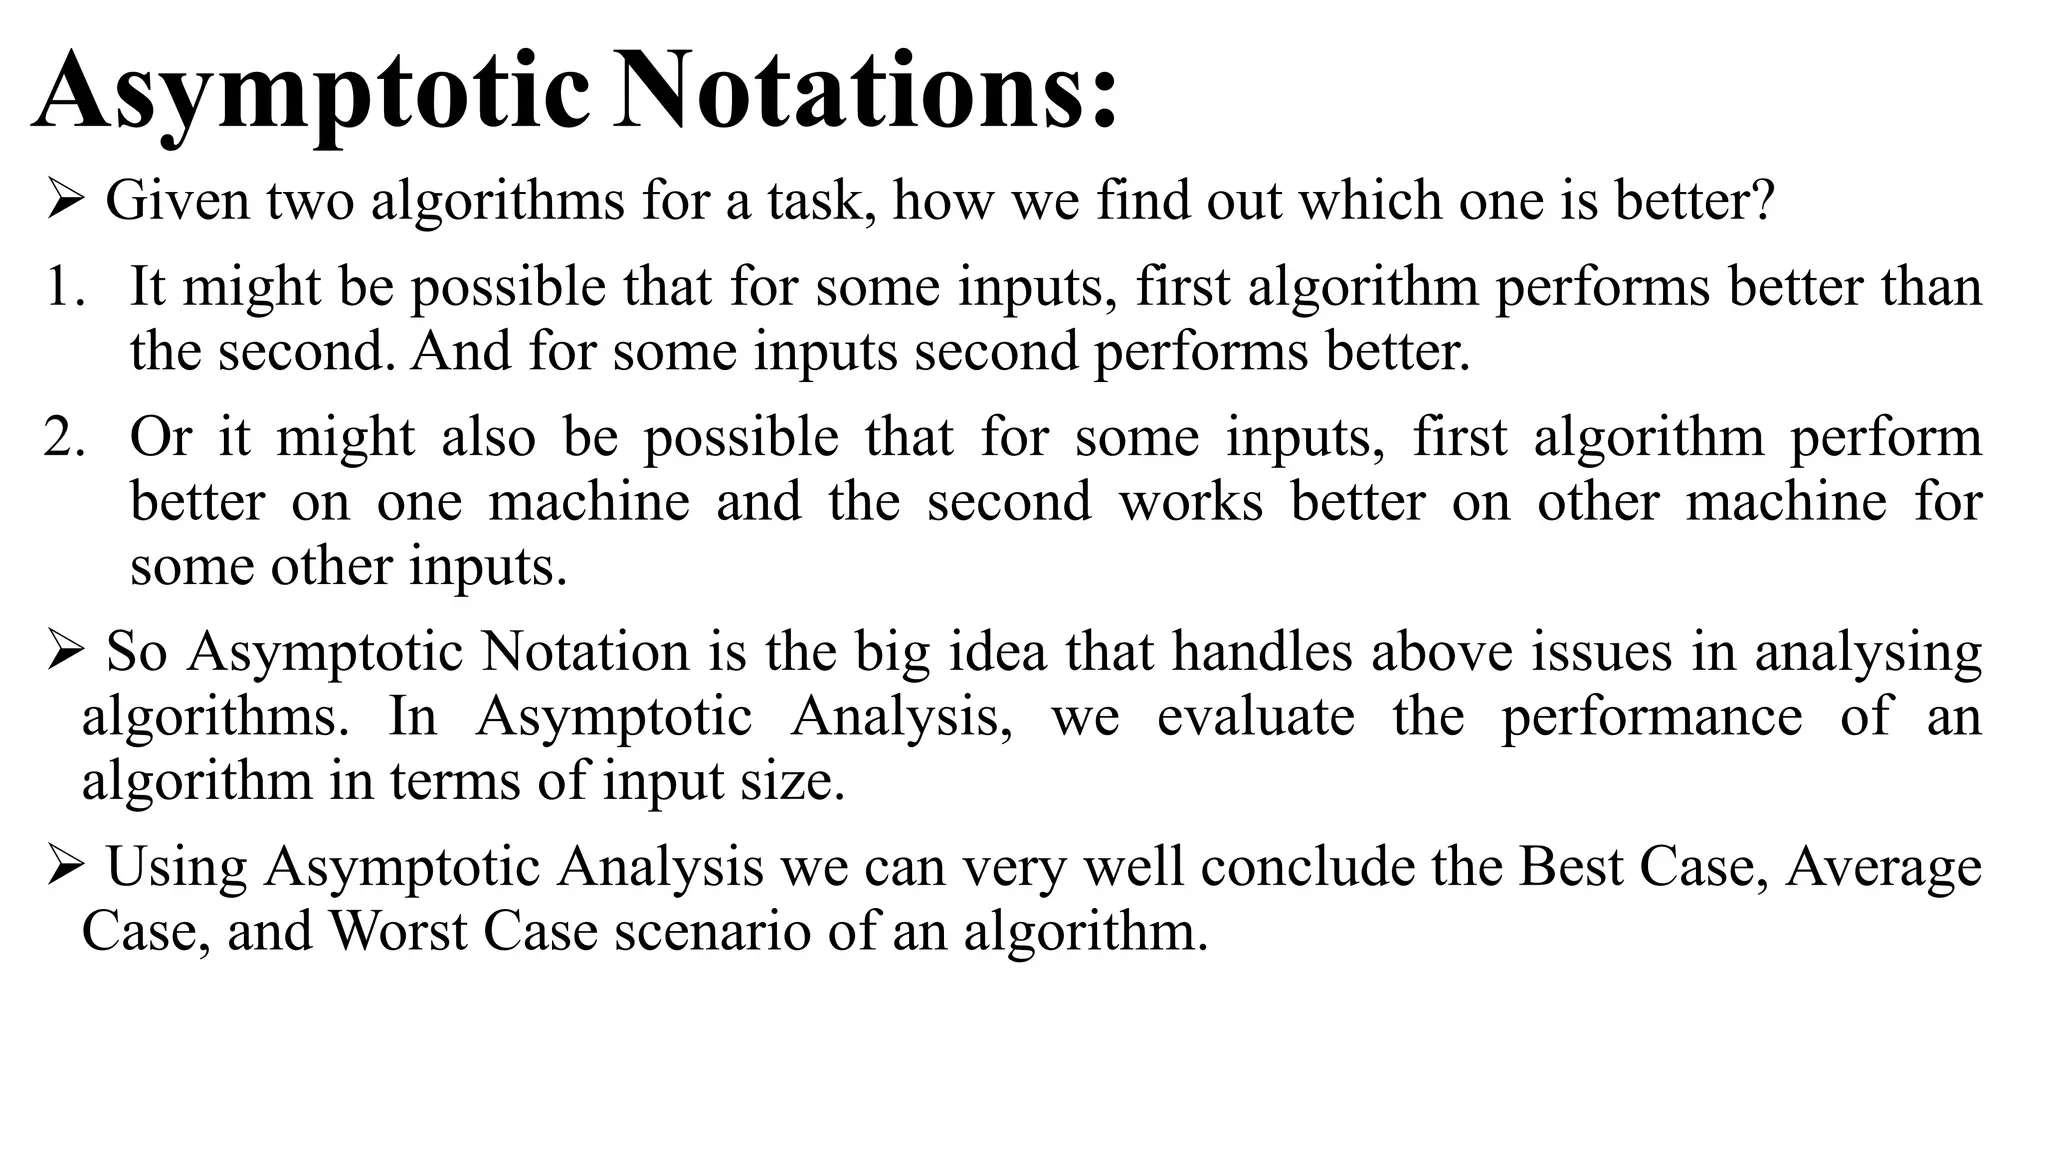 Asymptotic Notations:
➢ Given two algorithms for a task, how we find out which one is better?
1. It might be possible that for some inputs, first algorithm performs better than
the second. And for some inputs second performs better.
2. Or it might also be possible that for some inputs, first algorithm perform
better on one machine and the second works better on other machine for
some other inputs.
➢ So Asymptotic Notation is the big idea that handles above issues in analysing
algorithms. In Asymptotic Analysis, we evaluate the performance of an
algorithm in terms of input size.
➢ Using Asymptotic Analysis we can very well conclude the Best Case, Average
Case, and Worst Case scenario of an algorithm.